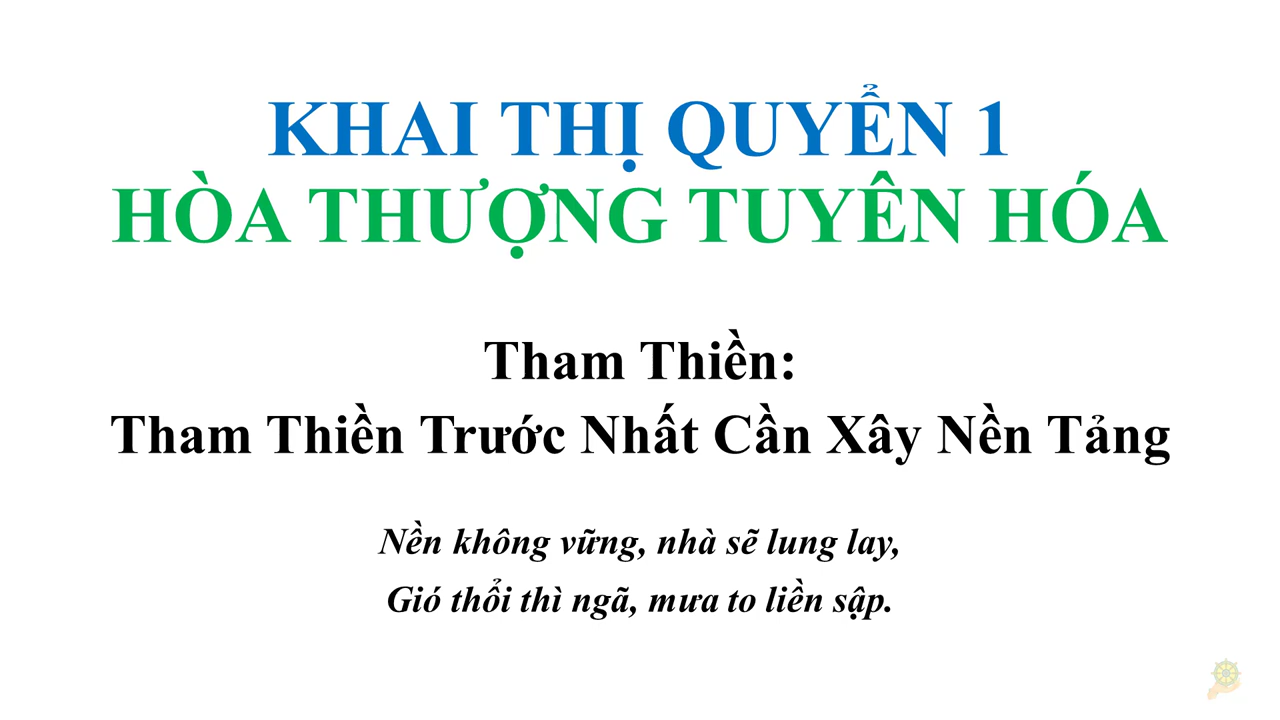 KHAI THỊ QUYỂN 1
HÒA THƯỢNG TUYÊN HÓA
Tham Thiền:
Tham Thiền Trước Nhất Cần Xây Nền Tảng
Nền không vững, nhà sẽ lung lay,
Gió thổi thì ngã, mưa to liền sập.